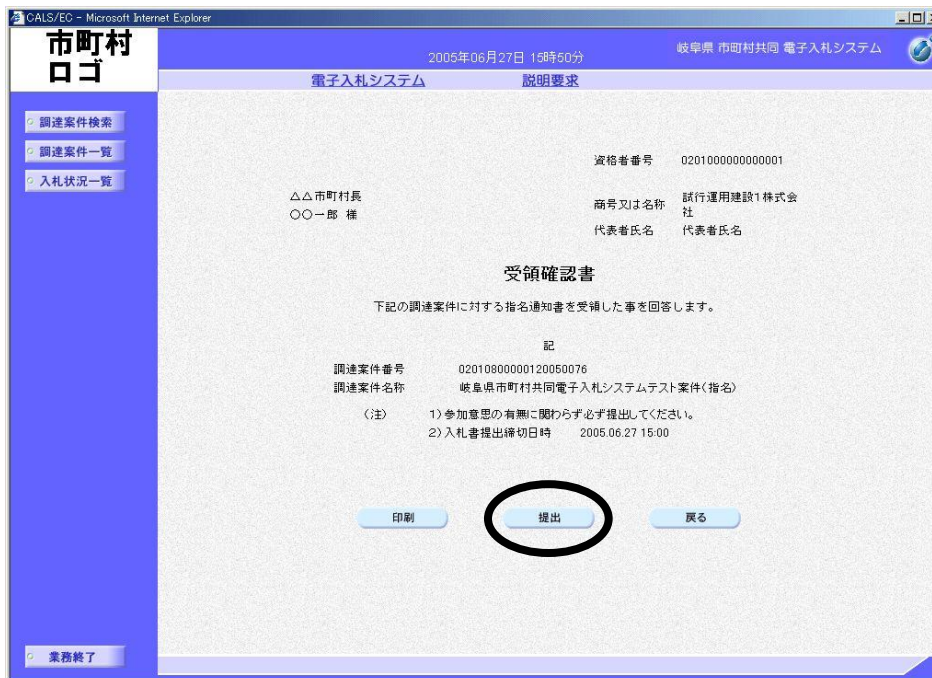 CALS/EC - Microsoft Internet Explorer
市町村
ロゴ
2005年06月27日 15時50分
岐阜県 市町村共同 電子入札システム
電子入札システム
説明要求
調達案件検索
調達案件一覧
入札状況一覧
資格者番号 0201000000000001
△△市町村長
〇〇一郎 様
商号又は名称 試行運用建設1株式会
社
代表者氏名 代表者氏名
受領確認書
下記の調達案件に対する指名通知書を受領した事を回答します。
記
調達案件番号 02010800000120050076
調達案件名称 岐阜県市町村共同電子入札システムテスト案件(指名)
(注) 1)参加意思の有無に関わらず必ず提出してください。
2)入札書提出締切日時 2005.06.27 15:00
印刷
提出
戻る
業務終了